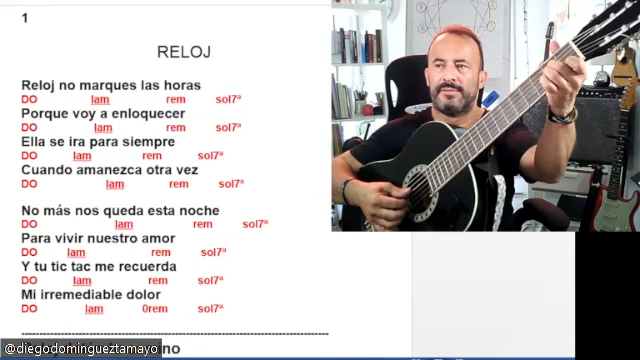 1
RELOJ
Reloj no marques las horas
DO lam rem sol7ª
Porque voy a enloquecer
DO lam rem sol7ª
Ella se ira para siempre
DO lam rem sol7ª
Cuando amanezca otra vez
DO lam rem sol7ª
No más nos queda esta noche
DO lam rem sol7ª
Para vivir nuestro amor
DO lam rem sol7ª
Y tu tic tac me recuerda
DO lam rem sol7ª
Mi irremediable dolor
DO lam 0rem sol7ª
@diegodomingueztamayo